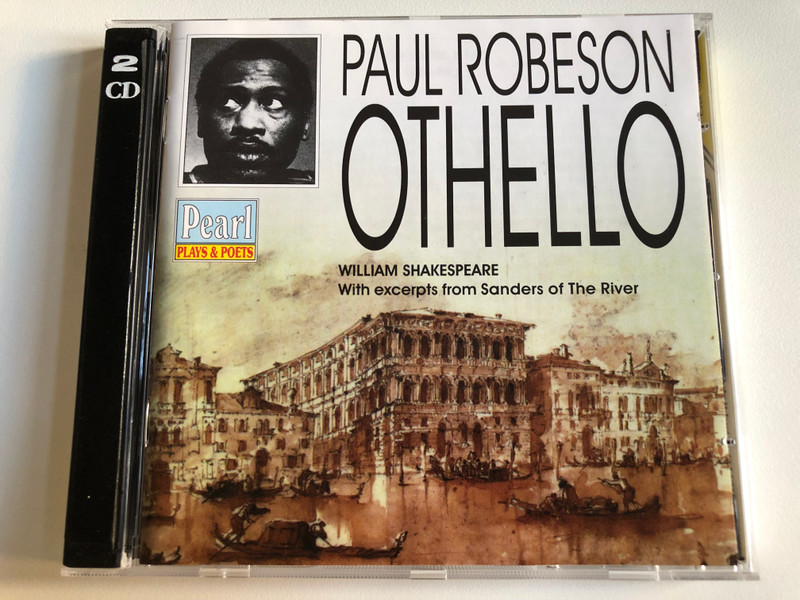 2
CD
PAUL ROBESON
OTHELLO
Pearl
PLAYS & POETS
WILLIAM SHAKESPEARE
With excerpts from Sanders of The River